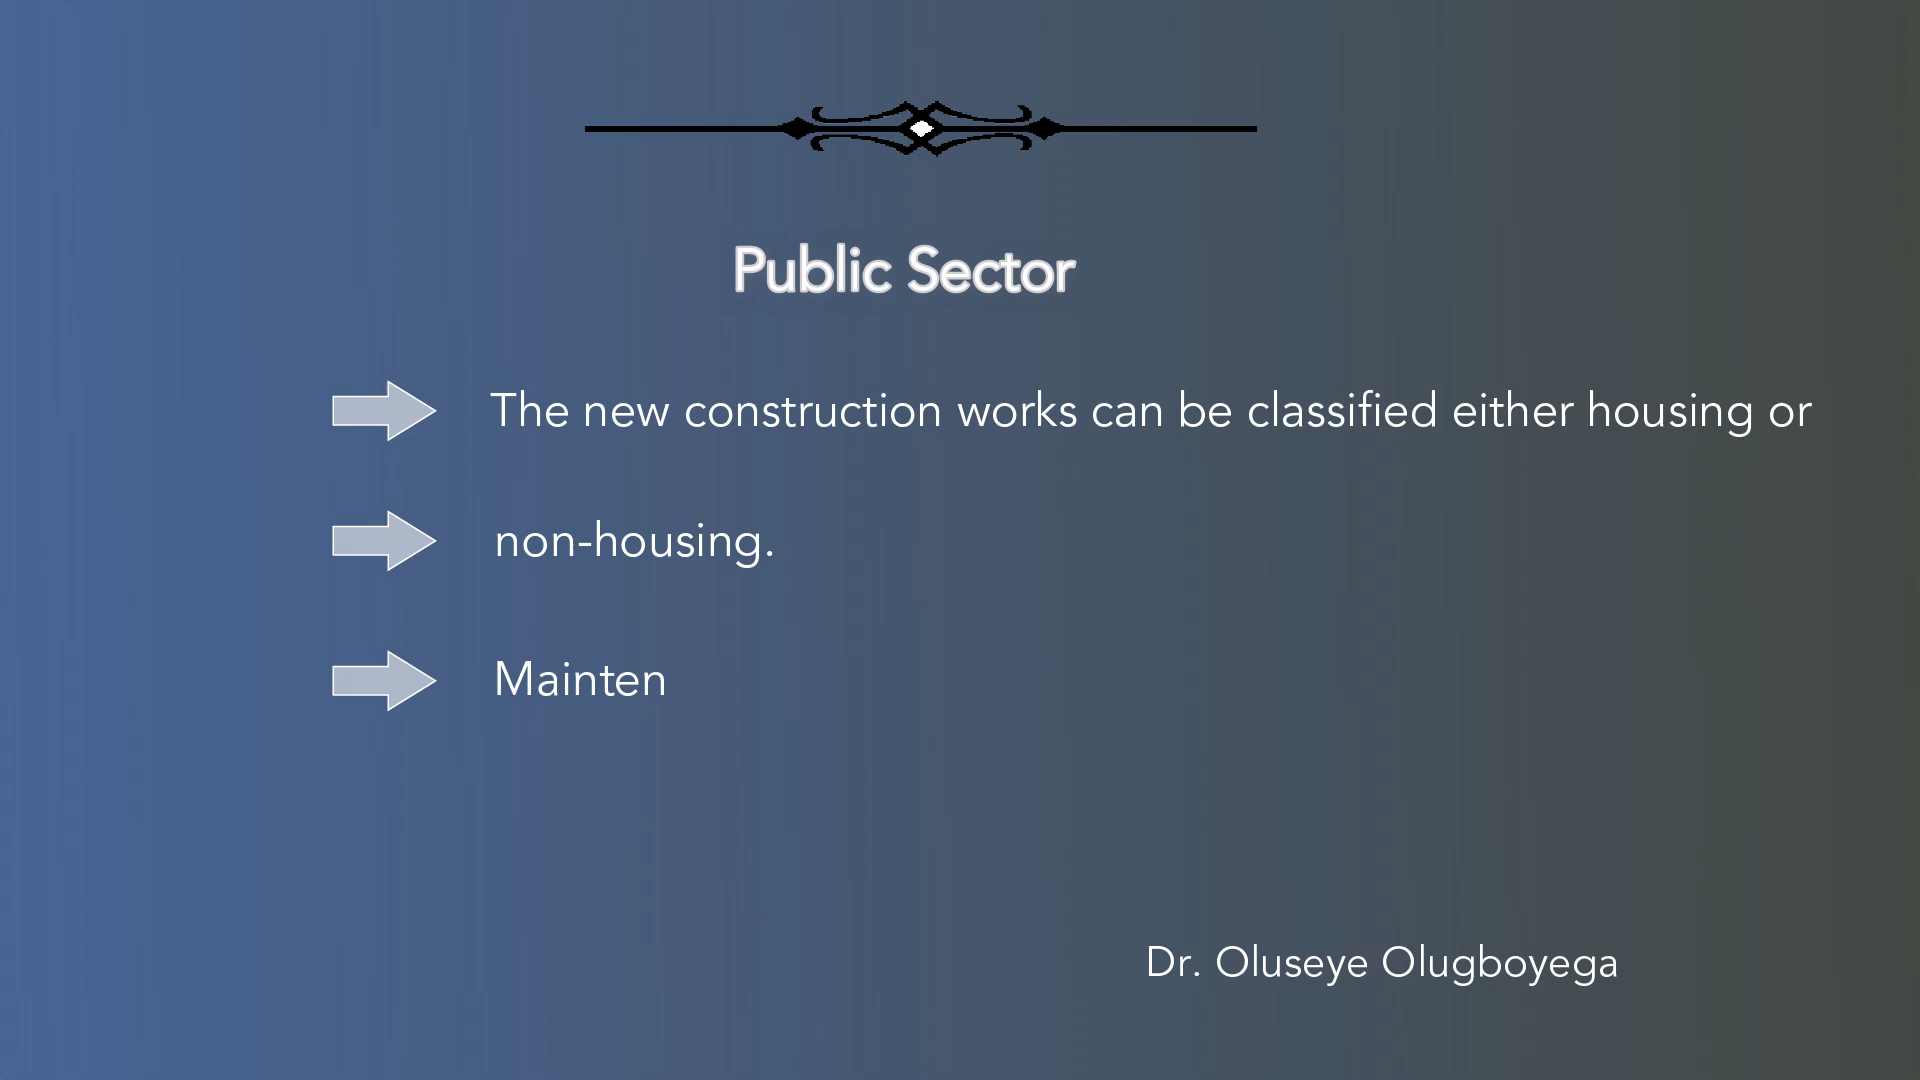 Public Sector
The new construction works can be classified either housing or
non-housing.
Mainten
Dr. Oluseye Olugboyega